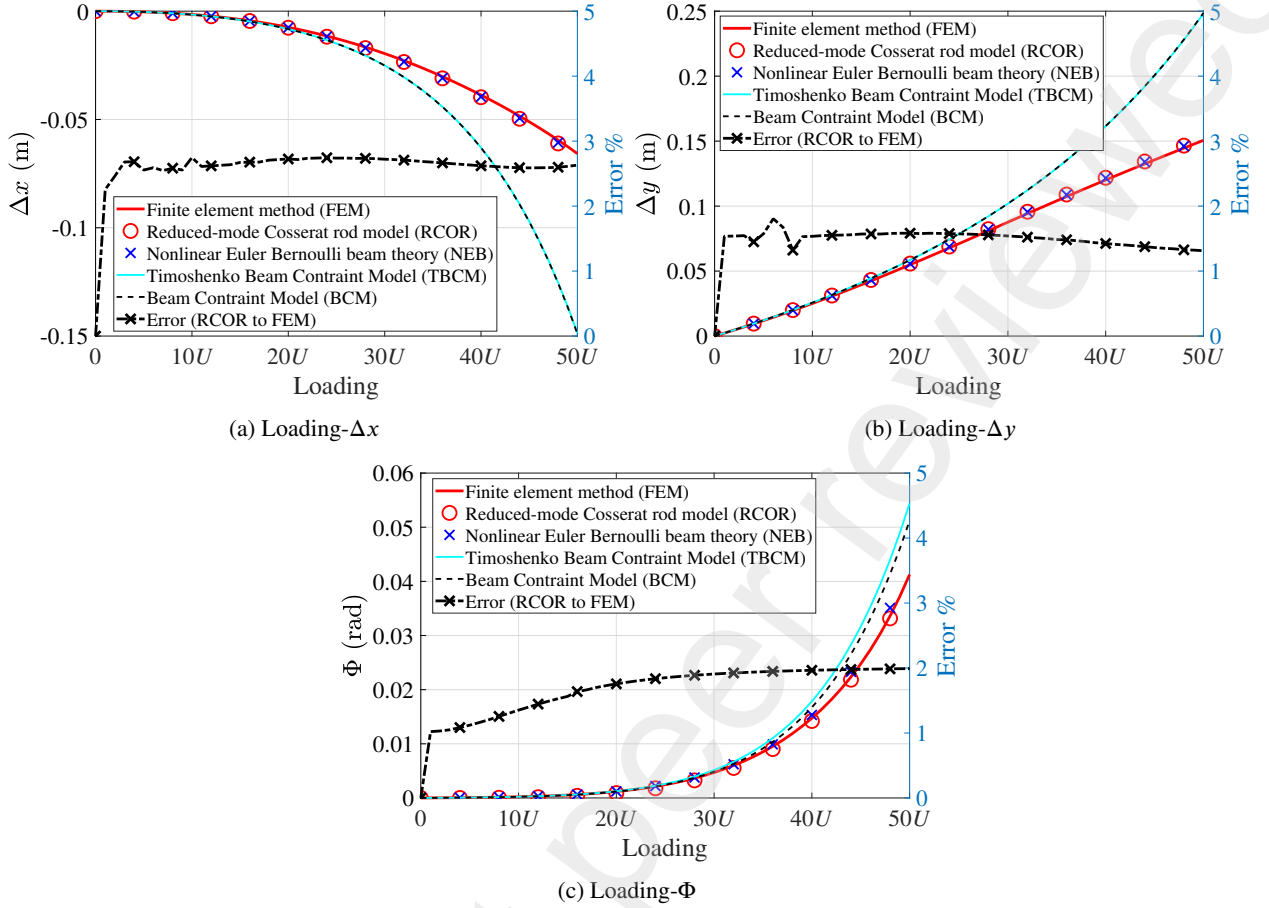 0
-0.05
-0.1
-0.15
Δx (m)
5
4
3
2
1
0
Error %
Finite element method (FEM)
Reduced-mode Cosserat rod model (RCOR)
Nonlinear Euler Bernoulli beam theory (NEB)
Timoshenko Beam Contraint Model (TBCM)
Beam Contraint Model (BCM)
Error (RCOR to FEM)
0 10U 20U 30U 40U 50U
Loading
(a) Loading-Δx
0.25
0.2
0.15
0.1
0.05
0
Δy (m)
5
4
3
2
1
0
Error %
Finite element method (FEM)
Reduced-mode Cosserat rod model (RCOR)
Nonlinear Euler Bernoulli beam theory (NEB)
Timoshenko Beam Contraint Model (TBCM)
Beam Contraint Model (BCM)
Error (RCOR to FEM)
0 10U 20U 30U 40U 50U
Loading
(b) Loading-Δy
0.06
0.05
0.04
0.03
0.02
0.01
0
Φ (rad)
5
4
3
2
1
0
Error %
Finite element method (FEM)
Reduced-mode Cosserat rod model (RCOR)
Nonlinear Euler Bernoulli beam theory (NEB)
Timoshenko Beam Contraint Model (TBCM)
Beam Contraint Model (BCM)
Error (RCOR to FEM)
0 10U 20U 30U 40U 50U
Loading
(c) Loading-Φ
peer reviewed